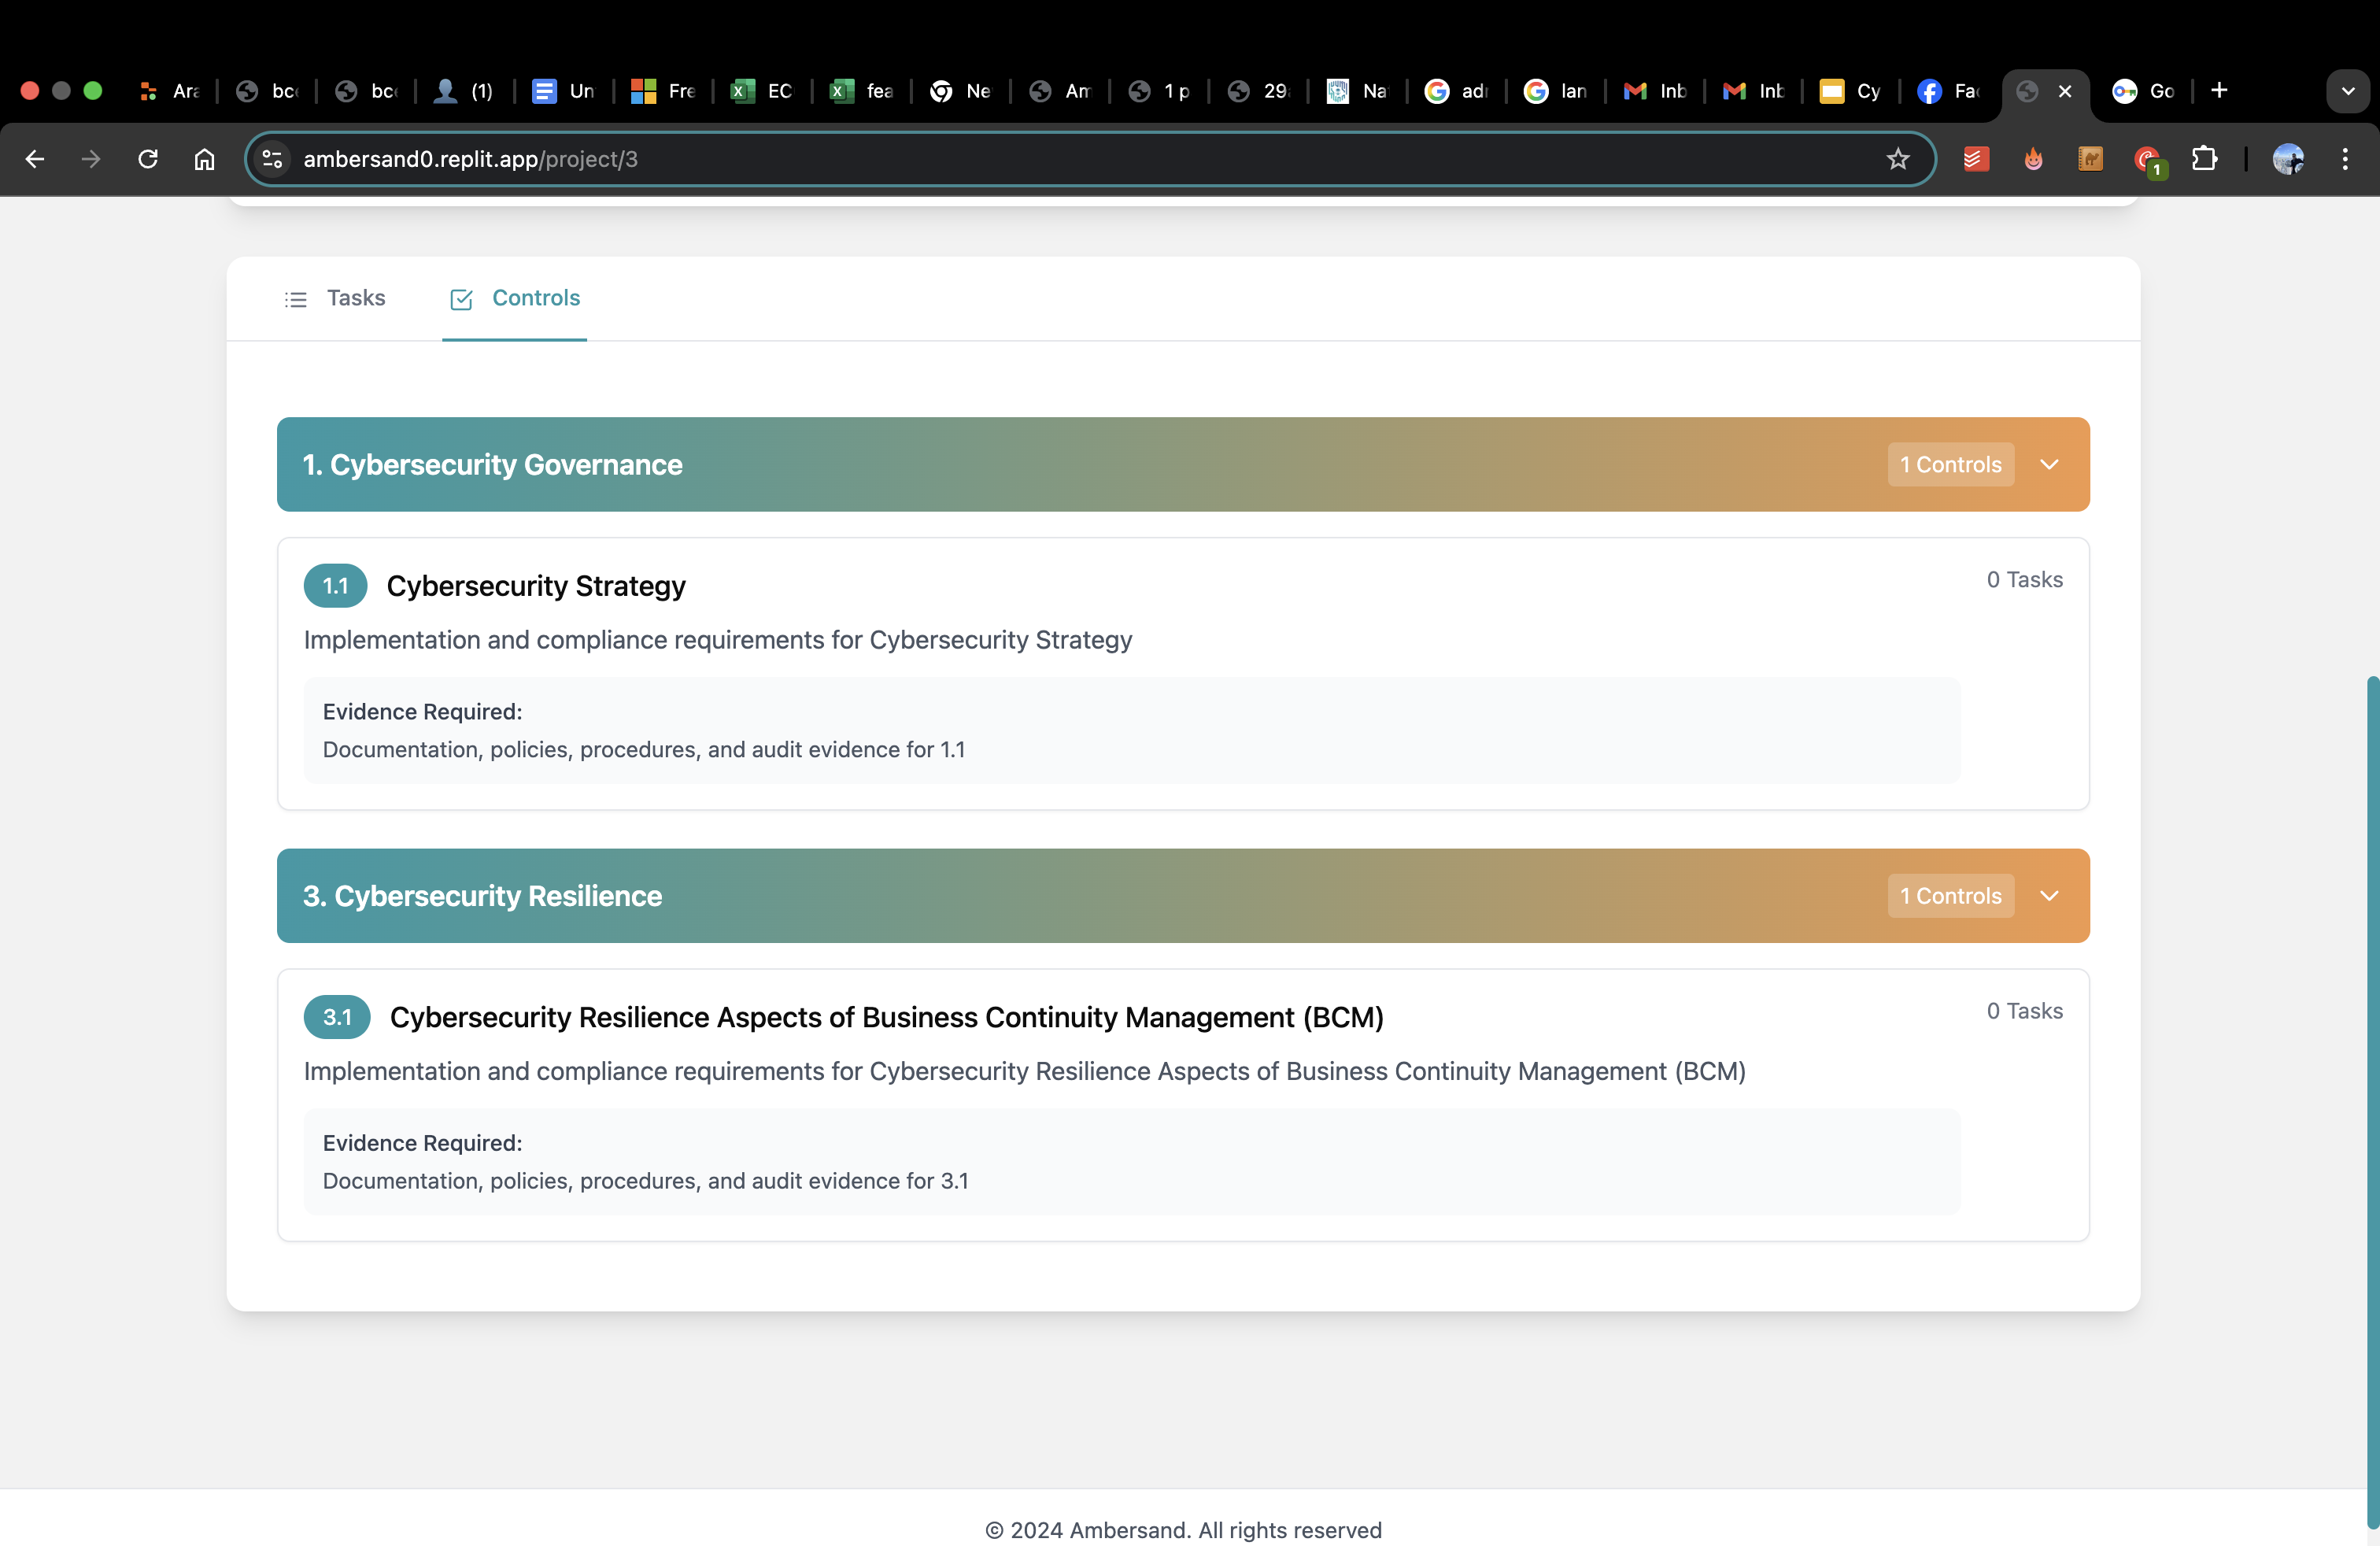 Ara
(1)
Un
Fre
EC
fea
Ne
Am
1 p
29
Na
lan
Inb
Inb
Cy
Fac
Go
ambersand0.replit.app/project/3
1
Tasks
Controls
1. Cybersecurity Governance
1 Controls
1.1 Cybersecurity Strategy
0 Tasks
Implementation and compliance requirements for Cybersecurity Strategy
Evidence Required:
Documentation, policies, procedures, and audit evidence for 1.1
3. Cybersecurity Resilience
1 Controls
3.1 Cybersecurity Resilience Aspects of Business Continuity Management (BCM)
0 Tasks
Implementation and compliance requirements for Cybersecurity Resilience Aspects of Business Continuity Management (BCM)
Evidence Required:
Documentation, policies, procedures, and audit evidence for 3.1
© 2024 Ambersand. All rights reserved